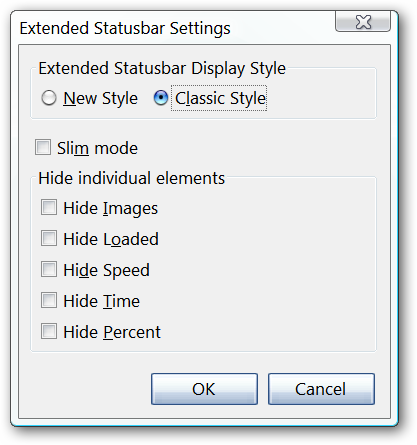 Extended Statusbar Settings
Extended Statusbar Display Style
New Style Classic Style
Slim mode
Hide individual elements
Hide Images
Hide Loaded
Hide Speed
Hide Time
Hide Percent
OK Cancel